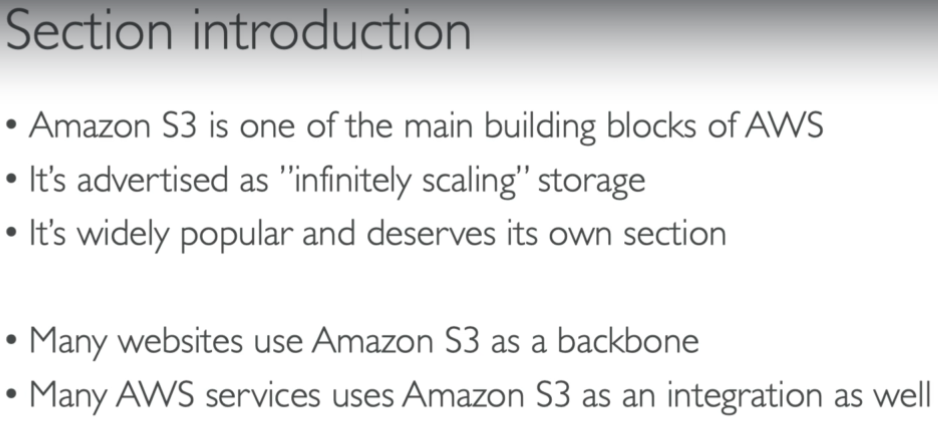 Section introduction
• Amazon S3 is one of the main building blocks of AWS
• It's advertised as ”infinitely scaling” storage
• It's widely popular and deserves its own section
• Many websites use Amazon S3 as a backbone
• Many AWS services uses Amazon S3 as an integration as well